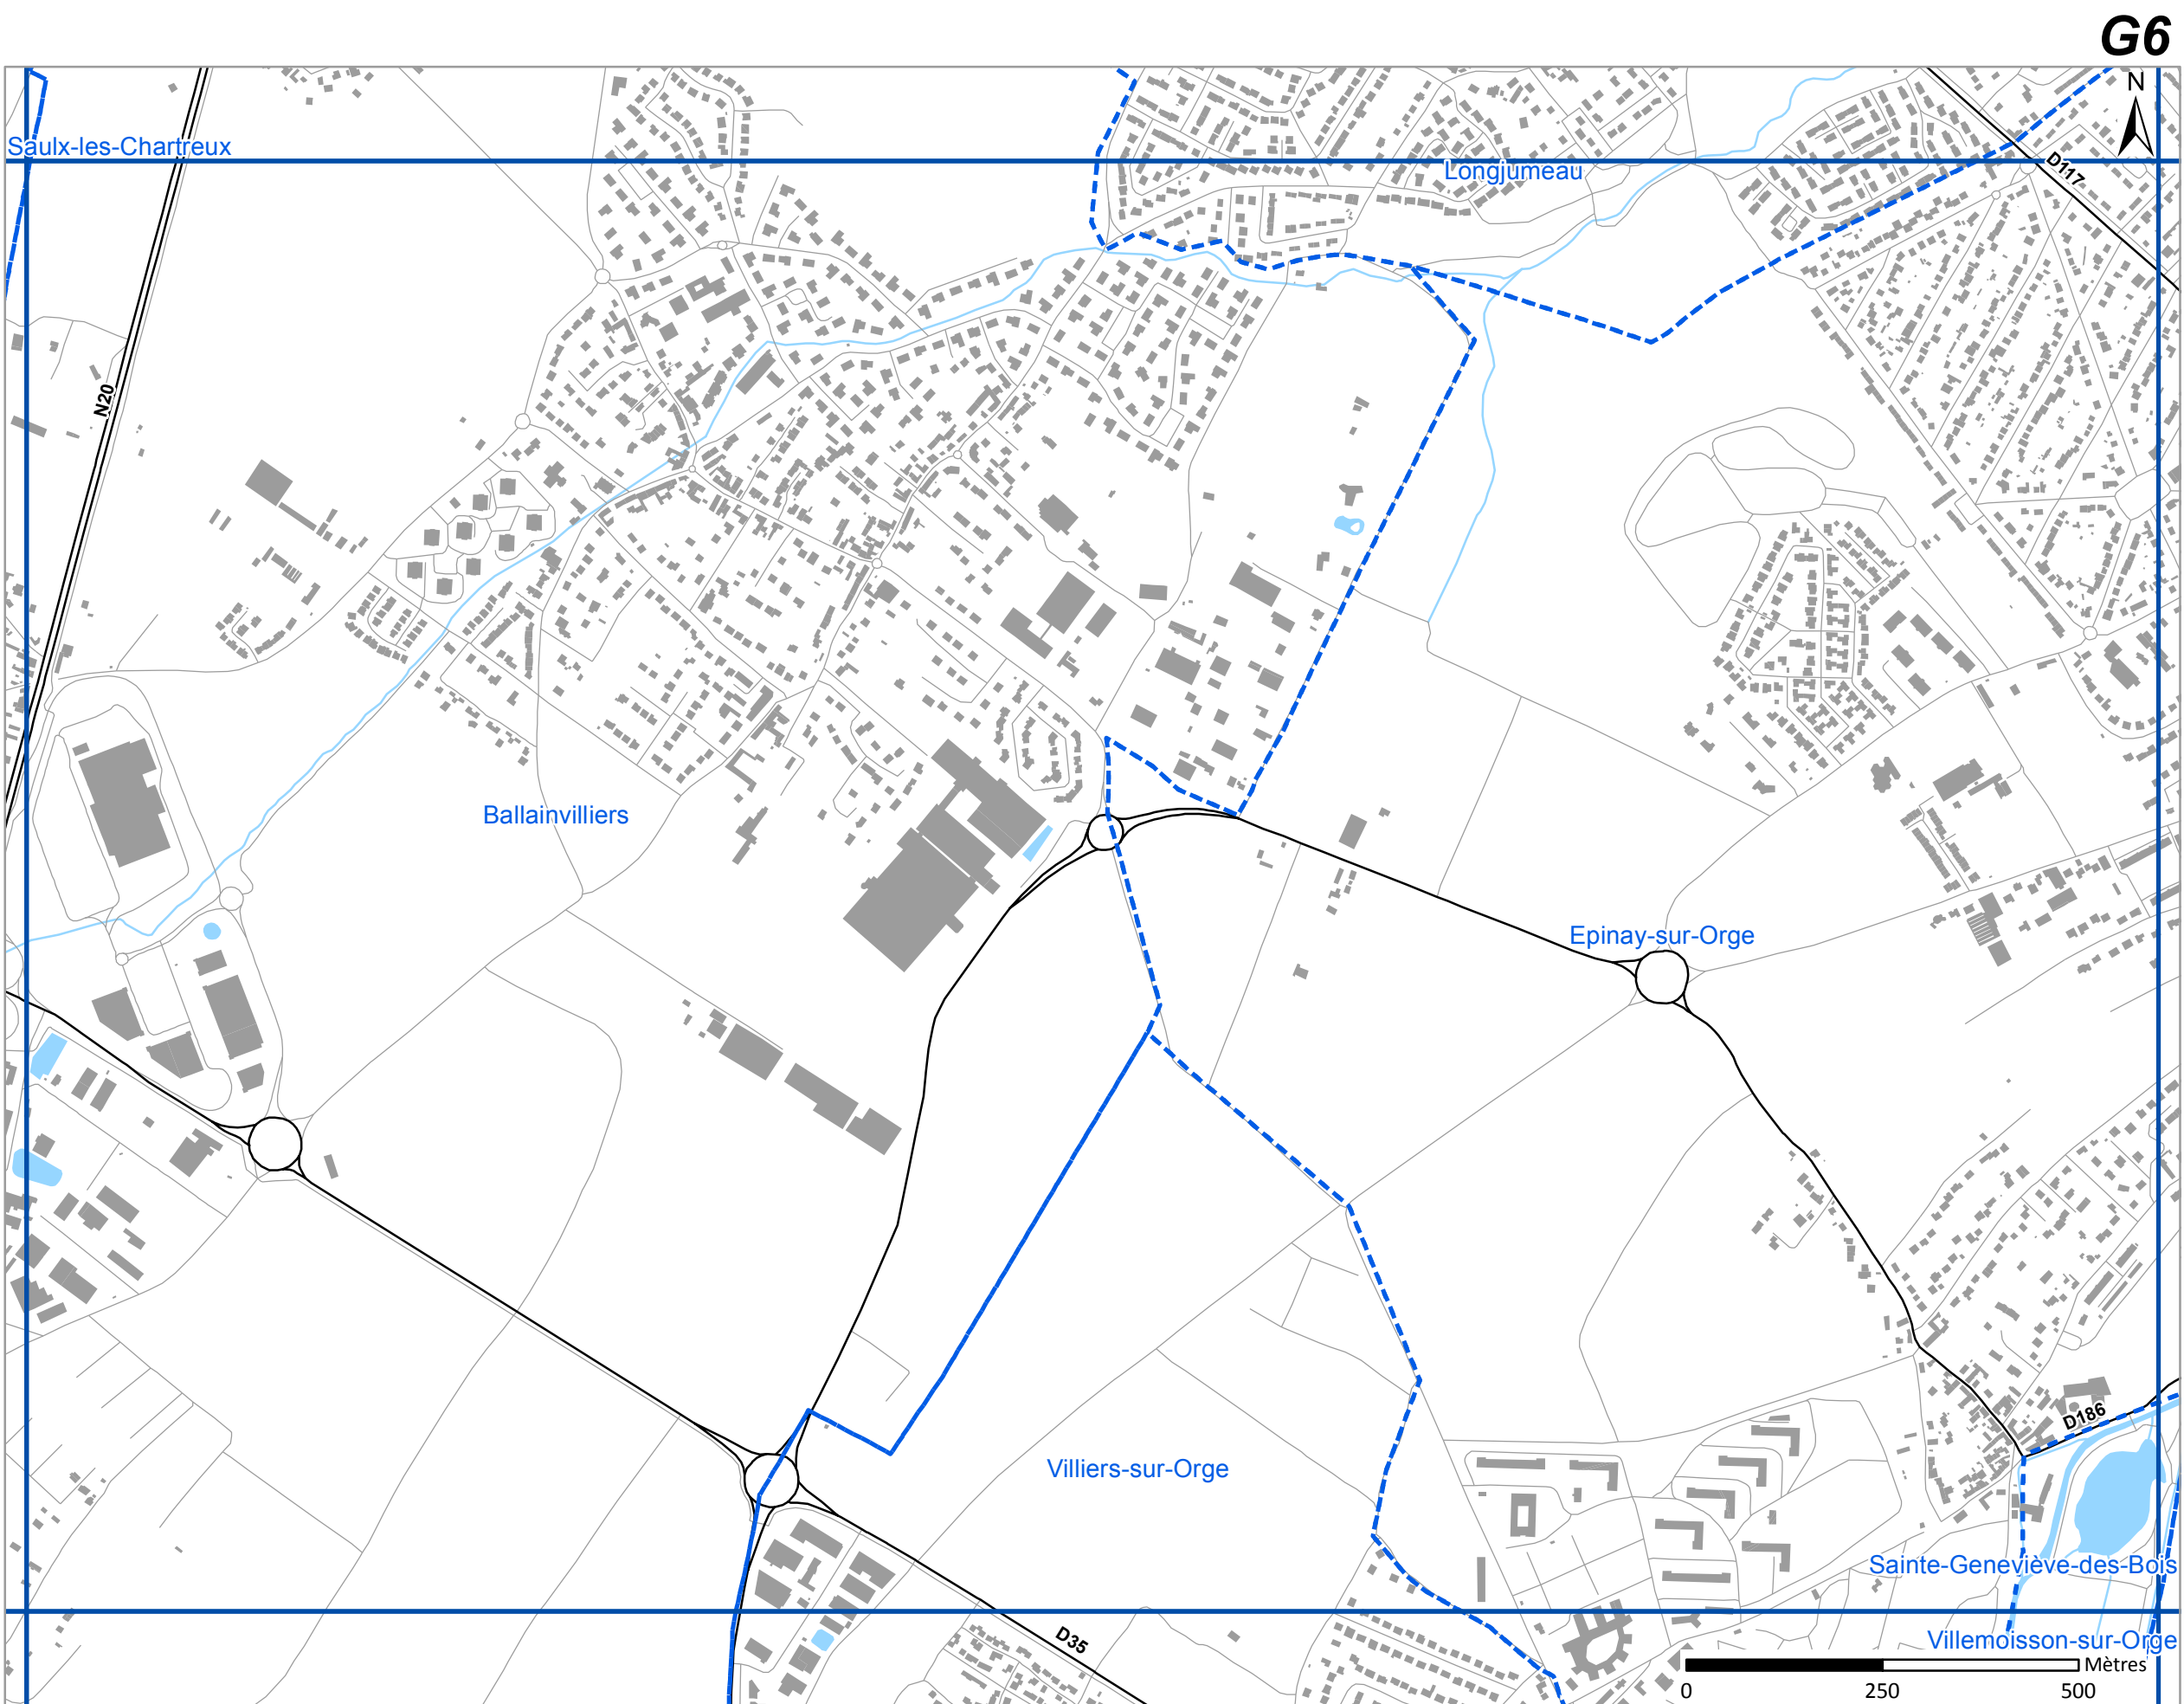 G6
N
Saulx-les-Chartreux
Longjumeau
D117
N20
Ballainvilliers
Epinay-sur-Orge
D186
Villiers-sur-Orge
Sainte-Geneviève-des-Bois
D35
Villemoisson-sur-Orge
Mètres
0 250 500